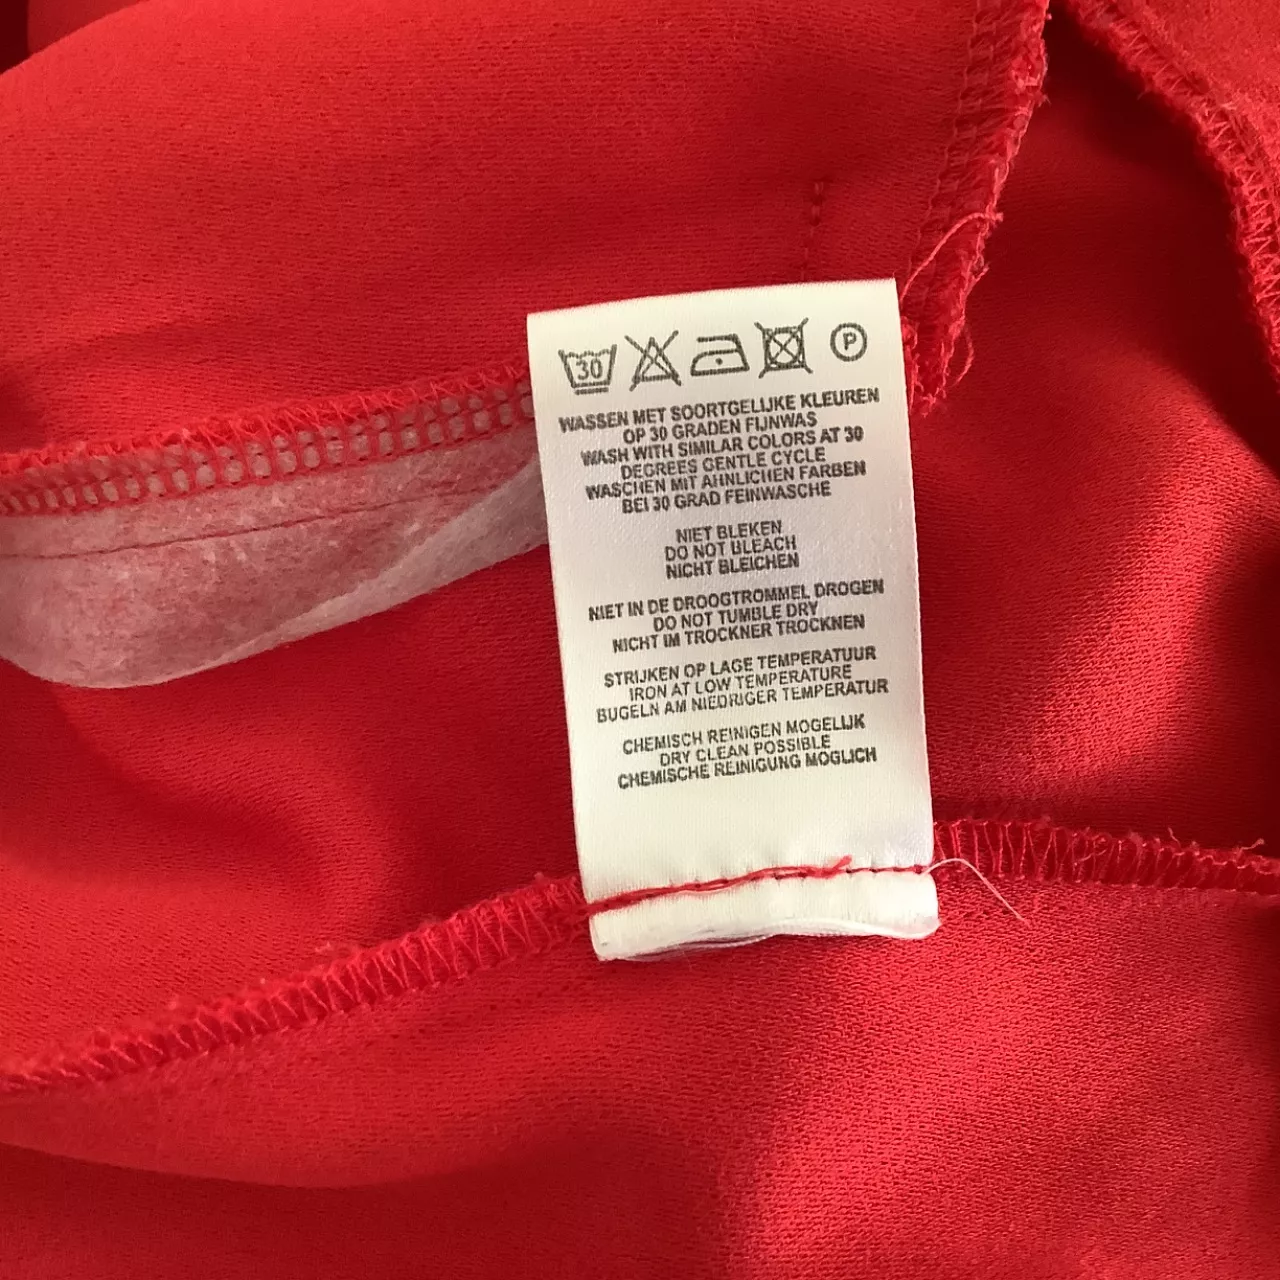 30 P
WASSEN MET SOORTGELIJKE KLEUREN
OP 30 GRADEN FIJNWAS
WASH WITH SIMILAR COLORS AT 30
DEGREES GENTLE CYCLE
WASCHEN MIT AHNLICHEN FARBEN
BEI 30 GRAD FEINWASCHE
NIET BLEKEN
DO NOT BLEACH
NICHT BLEICHEN
NIET IN DE DROOGTROMMEL DROGEN
DO NOT TUMBLE DRY
NICHT IM TROCKNER TROCKNEN
STRIJKEN OP LAGE TEMPERATUUR
IRON AT LOW TEMPERATURE
BUGELN AM NIEDRIGER TEMPERATUR
CHEMISCH REINIGEN MOGELIJK
DRY CLEAN POSSIBLE
CHEMISCHE REINIGUNG MOGLICH